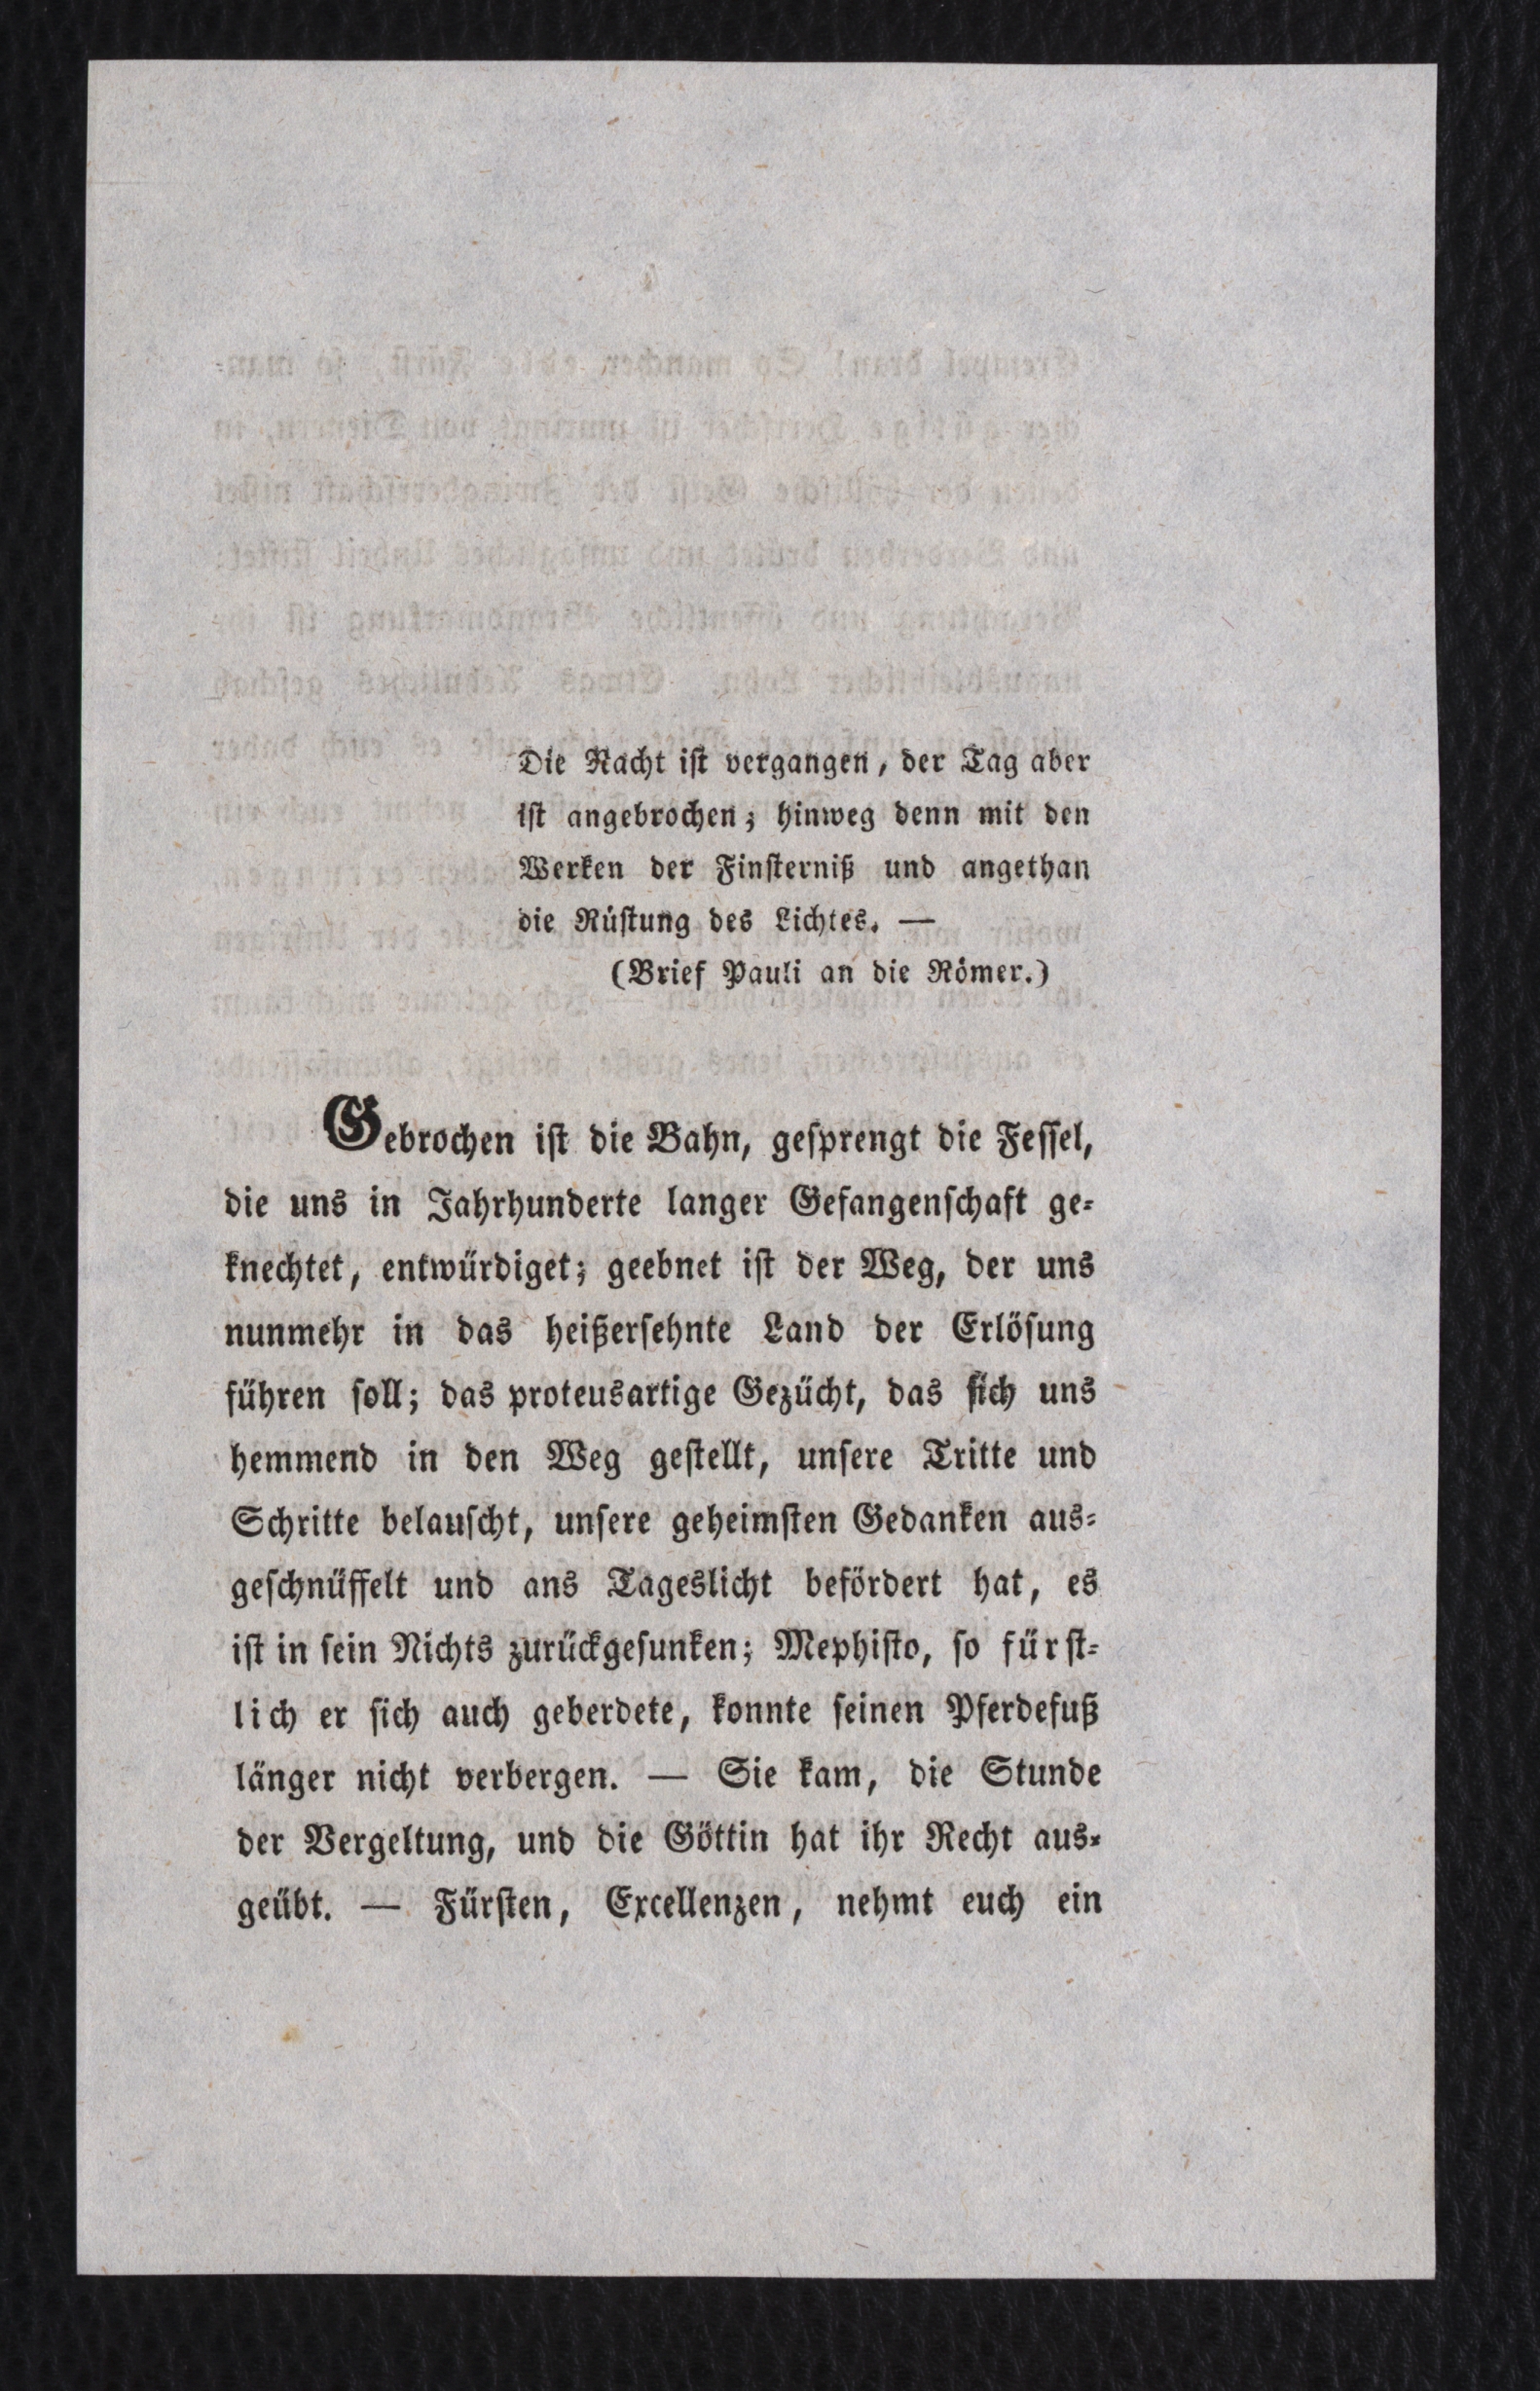 Die Nacht ist vergangen, der Tag aber
ist angebrochen; hinweg denn mit den
Werken der Finsterniß und angethan
die Rüstung des Lichtes. —
(Brief Pauli an die Römer.)
Gebrochen ist die Bahn, gesprengt die Fessel,
die uns in Jahrhunderte langer Gefangenschaft ge-
knechtet, entwürdiget; geebnet ist der Weg, der uns
nunmehr in das heißersehnte Land der Erlösung
führen soll; das proteusartige Gezücht, das sich uns
hemmend in den Weg gestellt, unsere Tritte und
Schritte belauscht, unsere geheimsten Gedanken aus-
geschnüffelt und ans Tageslicht befördert hat, es
ist in sein Nichts zurückgesunken; Mephisto, so fürst-
lich er sich auch geberdete, konnte seinen Pferdefuß
länger nicht verbergen. — Sie kam, die Stunde
der Vergeltung, und die Göttin hat ihr Recht aus-
geübt. — Fürsten, Excellenzen, nehmt euch ein